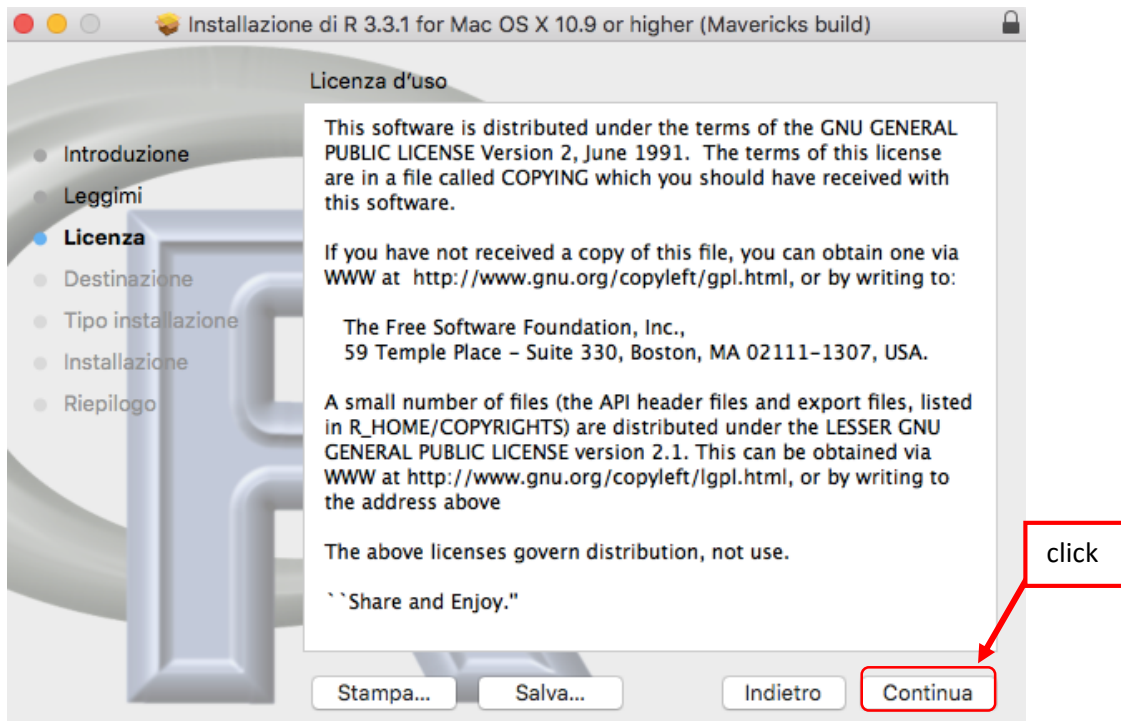 Installazione di R 3.3.1 for Mac OS X 10.9 or higher (Mavericks build)
Licenza d'uso
Introduzione
Leggimi
Licenza
Destinazione
Tipo installazione
Installazione
Riepilogo
This software is distributed under the terms of the GNU GENERAL
PUBLIC LICENSE Version 2, June 1991.  The terms of this license
are in a file called COPYING which you should have received with
this software.
If you have not received a copy of this file, you can obtain one via
WWW at  http://www.gnu.org/copyleft/gpl.html, or by writing to:
The Free Software Foundation, Inc.,
59 Temple Place – Suite 330, Boston, MA 02111–1307, USA.
A small number of files (the API header files and export files, listed
in R_HOME/COPYRIGHTS) are distributed under the LESSER GNU
GENERAL PUBLIC LICENSE version 2.1. This can be obtained via
WWW at http://www.gnu.org/copyleft/lgpl.html, or by writing to
the address above
The above licenses govern distribution, not use.
``Share and Enjoy."
click
Stampa... Salva... Indietro Continua